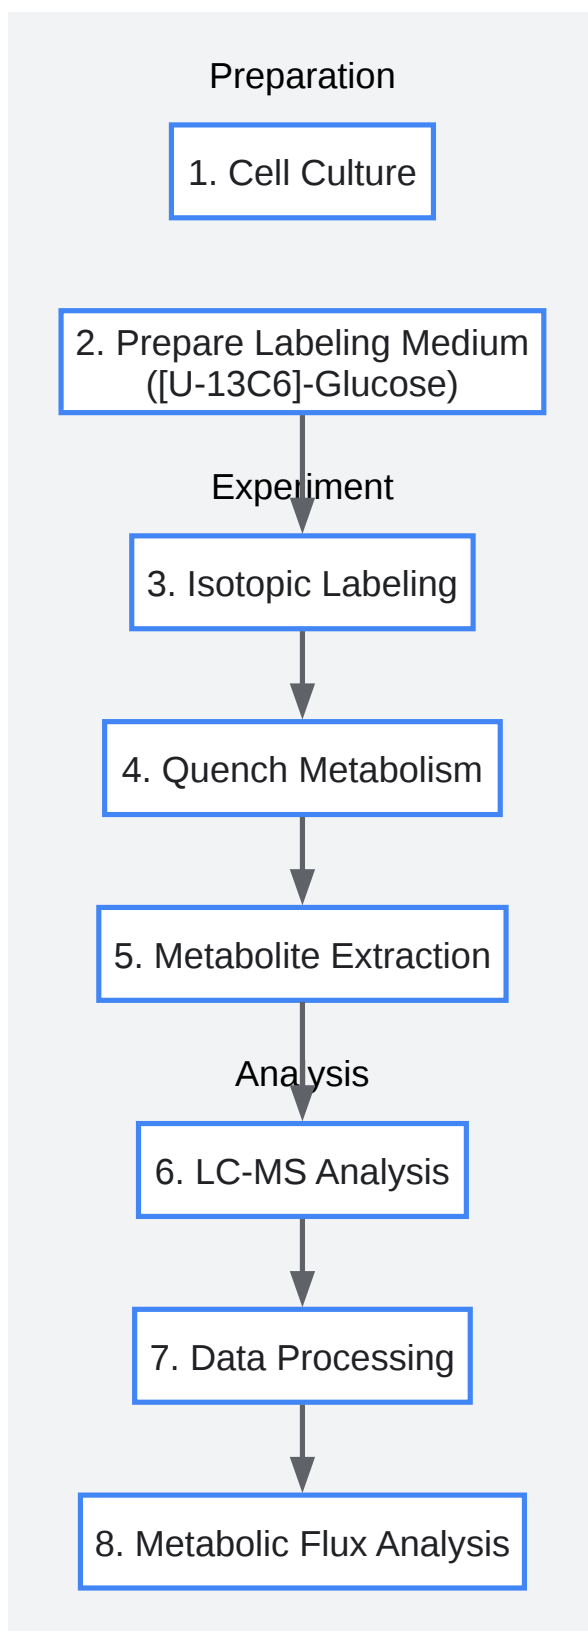 Preparation
1. Cell Culture
2. Prepare Labeling Medium
([U-13C6]-Glucose)
Experiment
3. Isotopic Labeling
4. Quench Metabolism
5. Metabolite Extraction
Analysis
6. LC-MS Analysis
7. Data Processing
8. Metabolic Flux Analysis